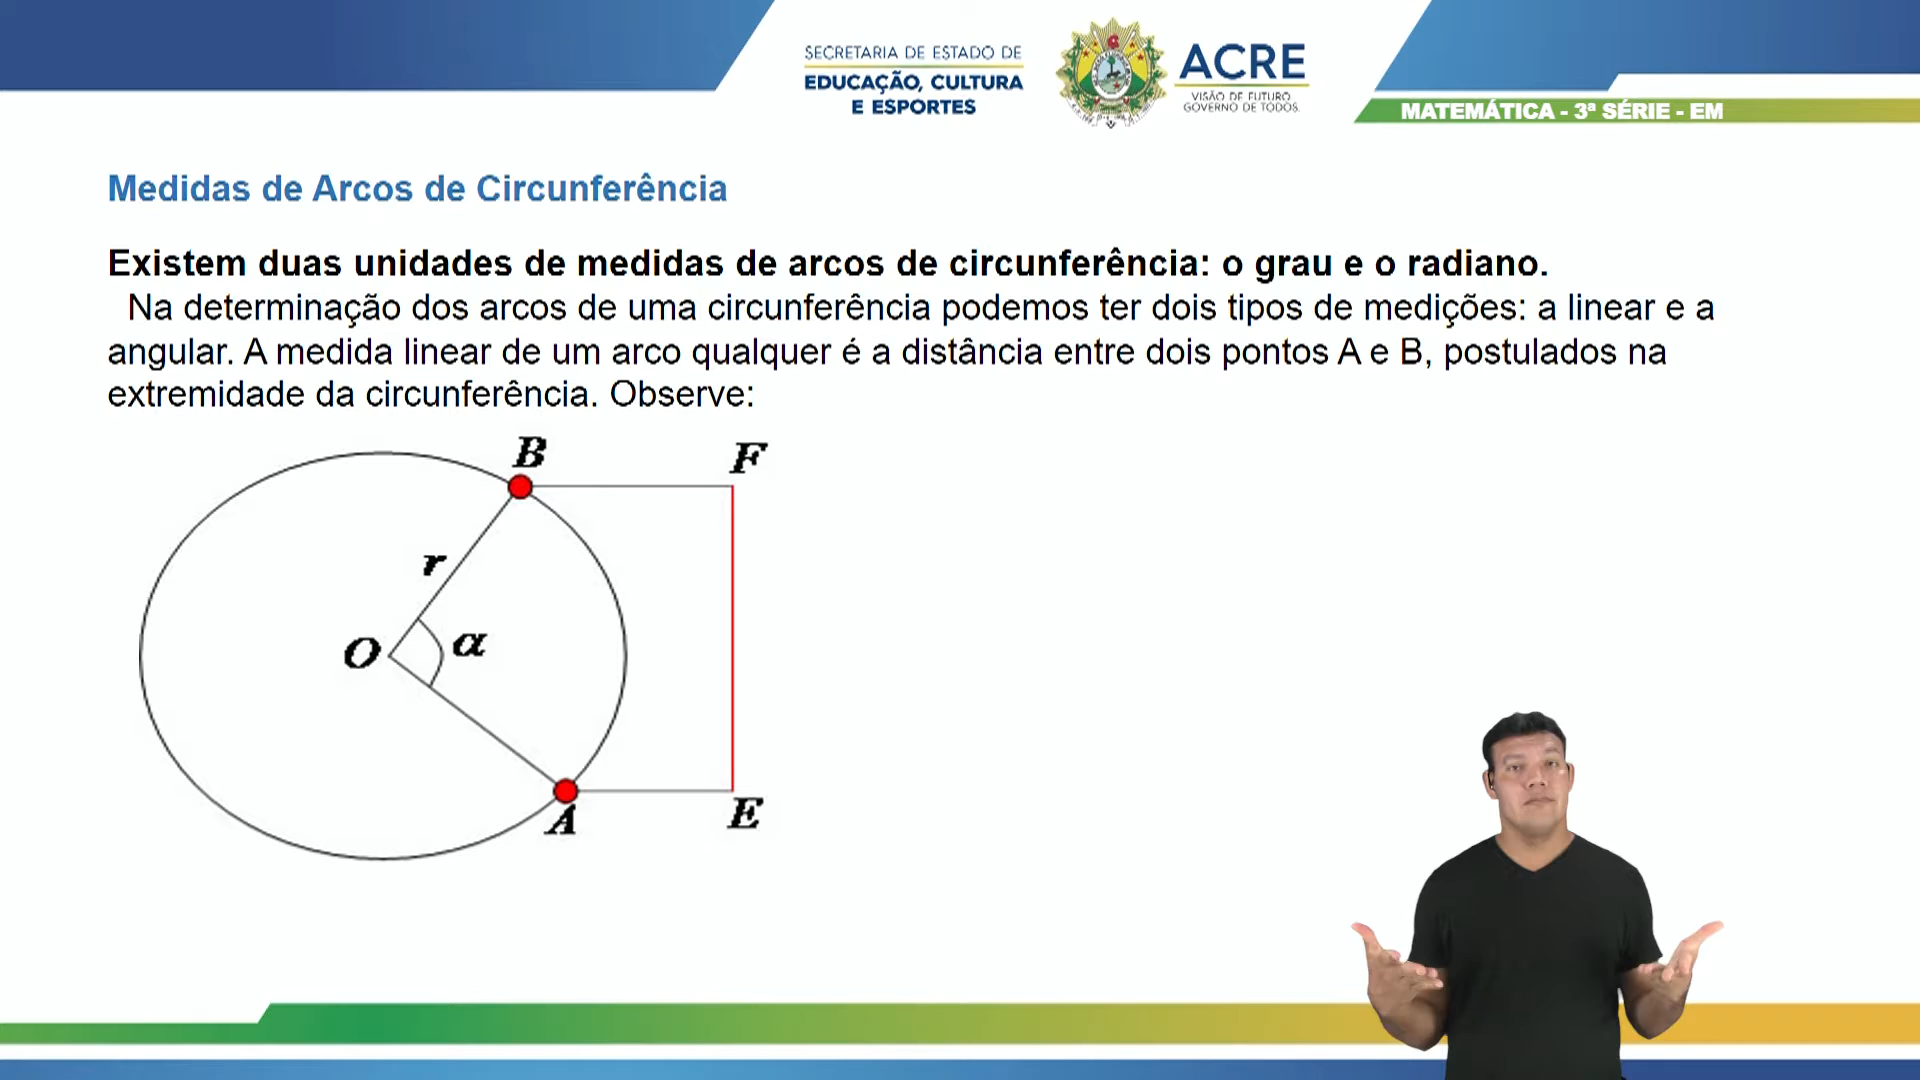 SECRETARIA DE ESTADO DE
EDUCAÇÃO, CULTURA
E ESPORTES
ACRE
VISÃO DE FUTURO
GOVERNO DE TODOS.
MATEMÁTICA - 3ª SÉRIE - EM
Medidas de Arcos de Circunferência
Existem duas unidades de medidas de arcos de circunferência: o grau e o radiano.
Na determinação dos arcos de uma circunferência podemos ter dois tipos de medições: a linear e a
angular. A medida linear de um arco qualquer é a distância entre dois pontos A e B, postulados na
extremidade da circunferência. Observe:
B
F
r
O
α
A
E